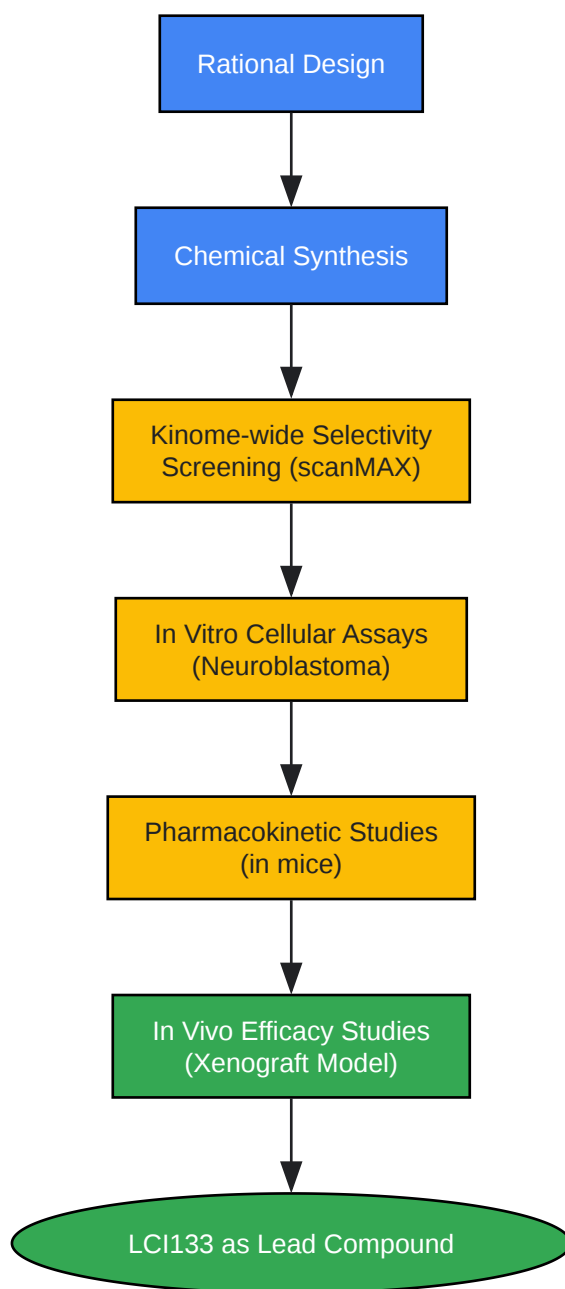 Rational Design
Chemical Synthesis
Kinome-wide Selectivity
Screening (scanMAX)
In Vitro Cellular Assays
(Neuroblastoma)
Pharmacokinetic Studies
(in mice)
In Vivo Efficacy Studies
(Xenograft Model)
LCI133 as Lead Compound